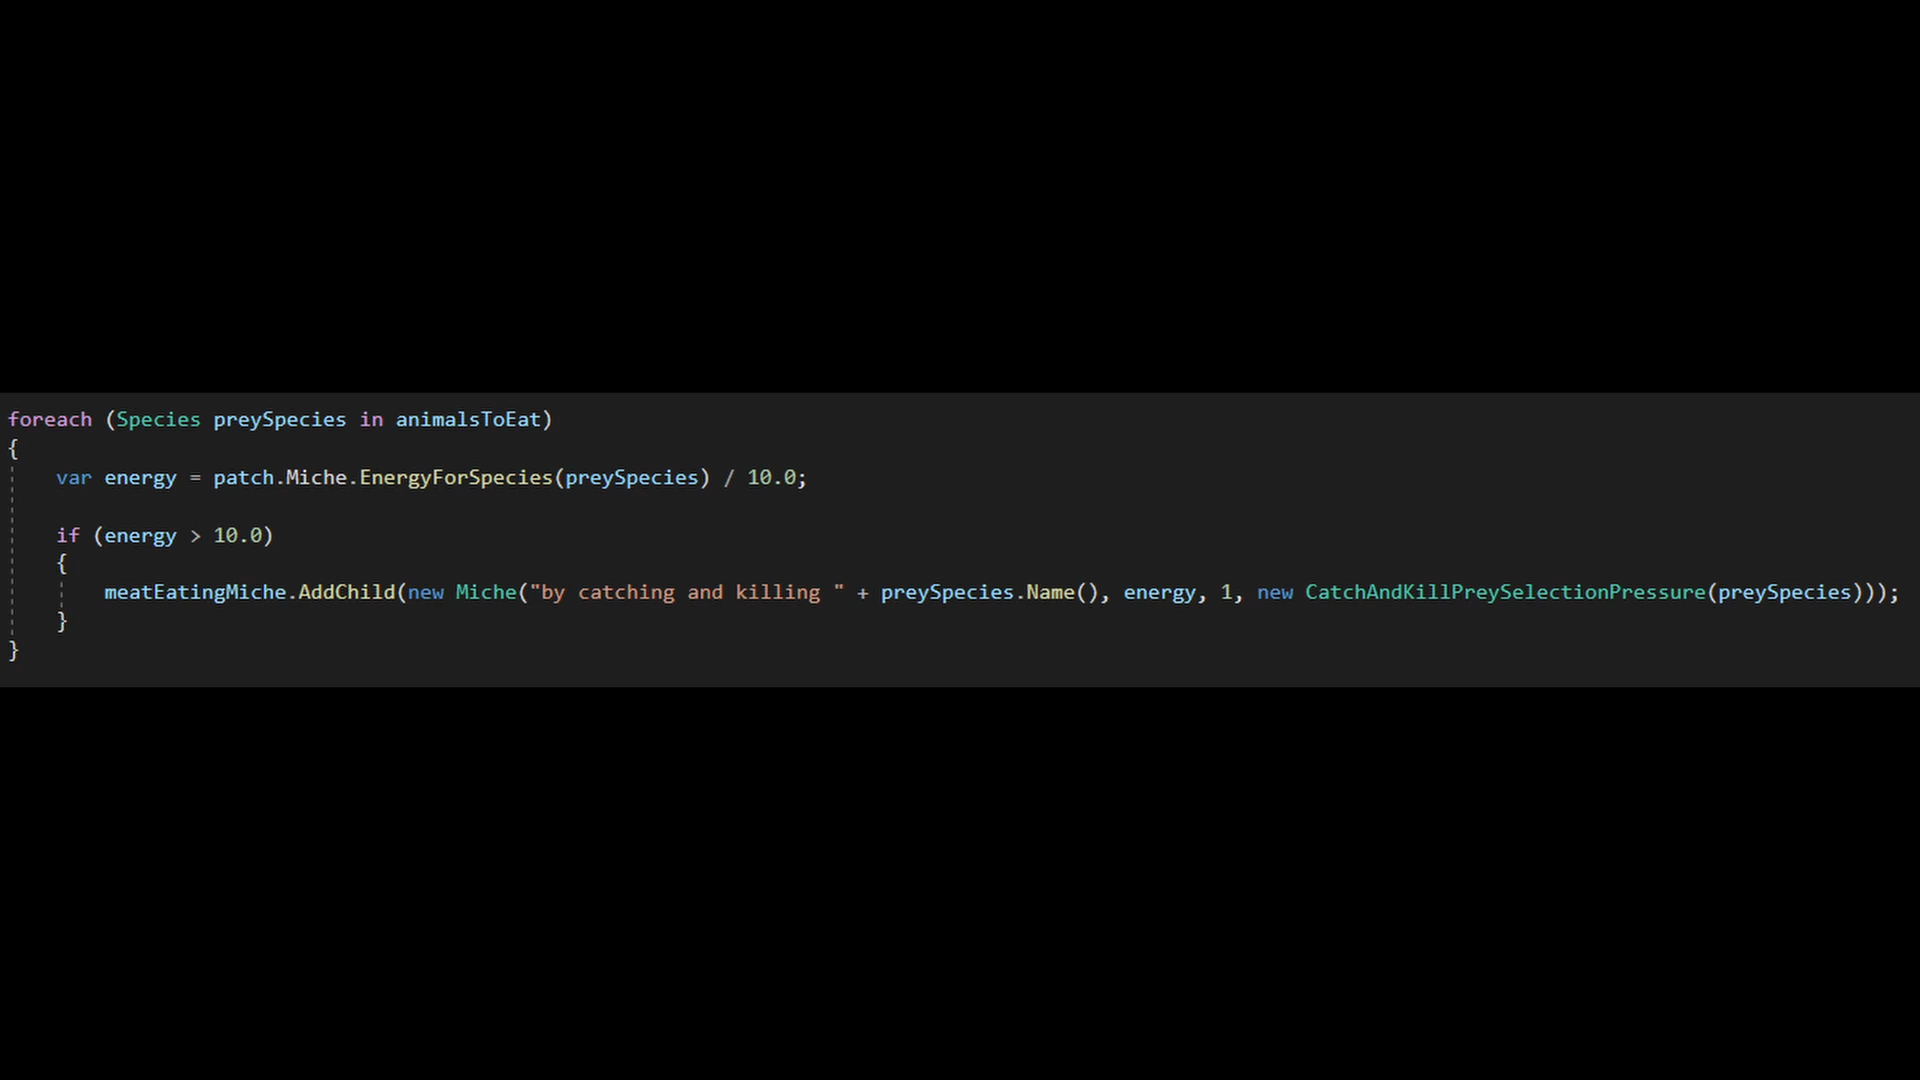 foreach (Species preySpecies in animalsToEat)
{
    var energy = patch.Miche.EnergyForSpecies(preySpecies) / 10.0;

    if (energy > 10.0)
    {
        meatEatingMiche.AddChild(new Miche("by catching and killing " + preySpecies.Name(), energy, 1, new CatchAndKillPreySelectionPressure(preySpecies)));
    }
}